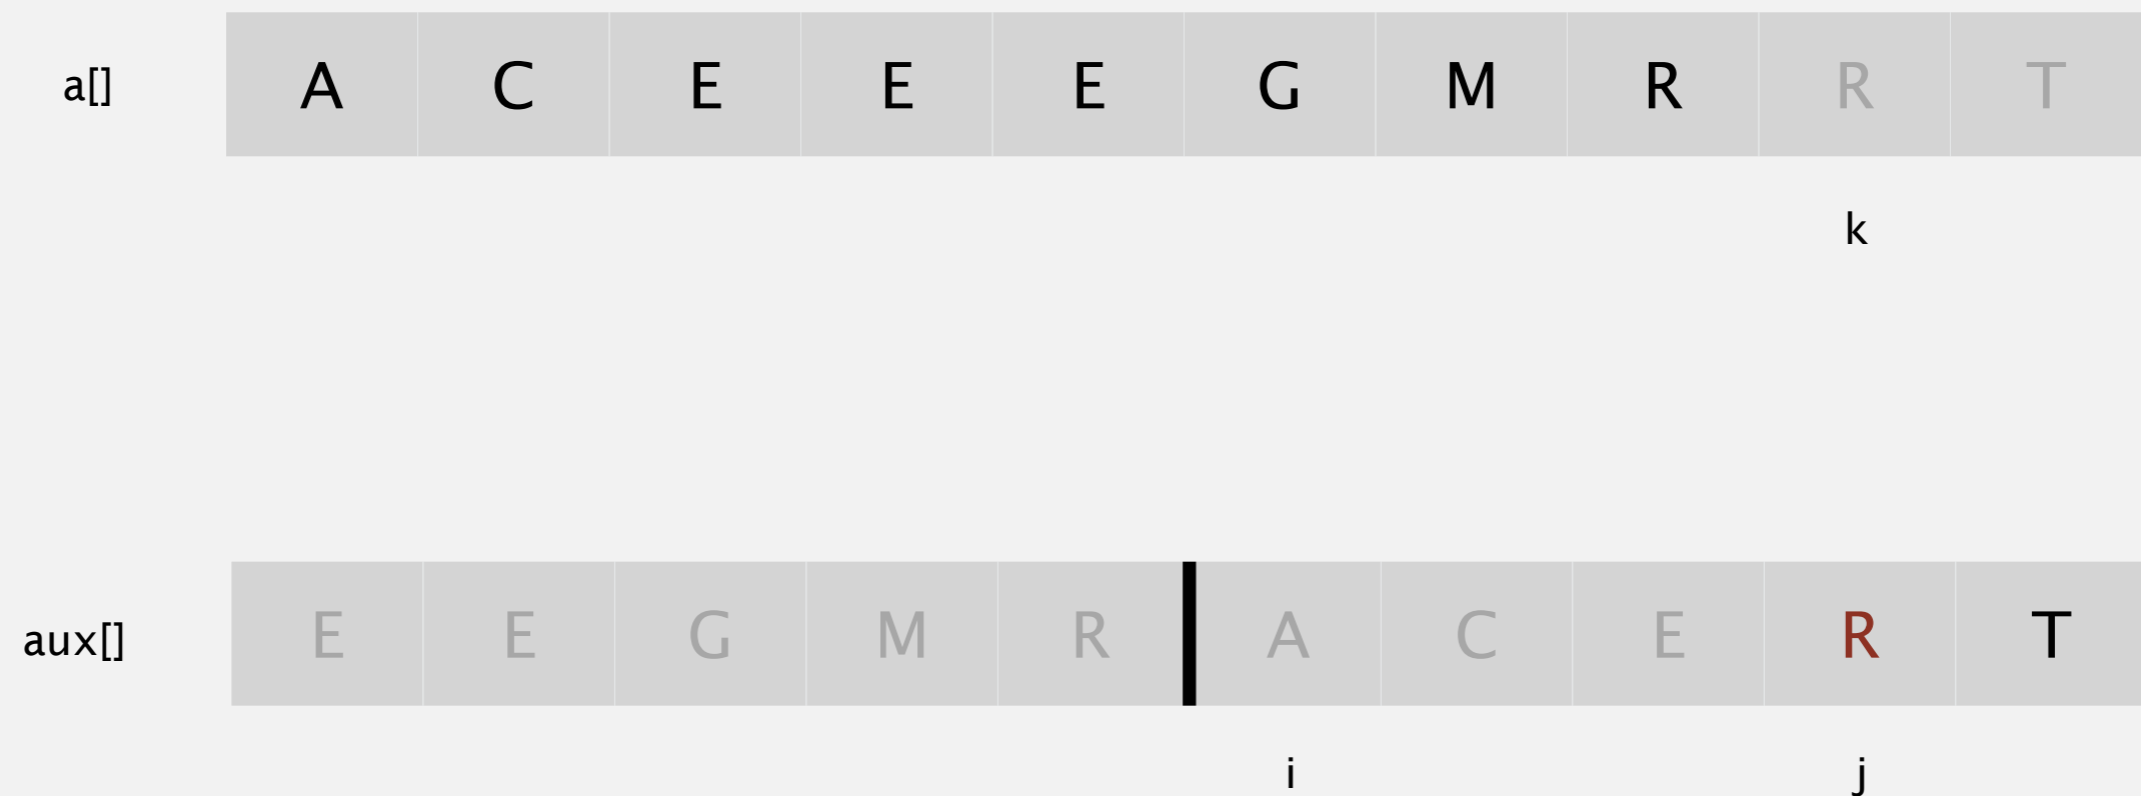 a[] A C E E E G M R R T
k
aux[] E E G M R A C E R T
i j